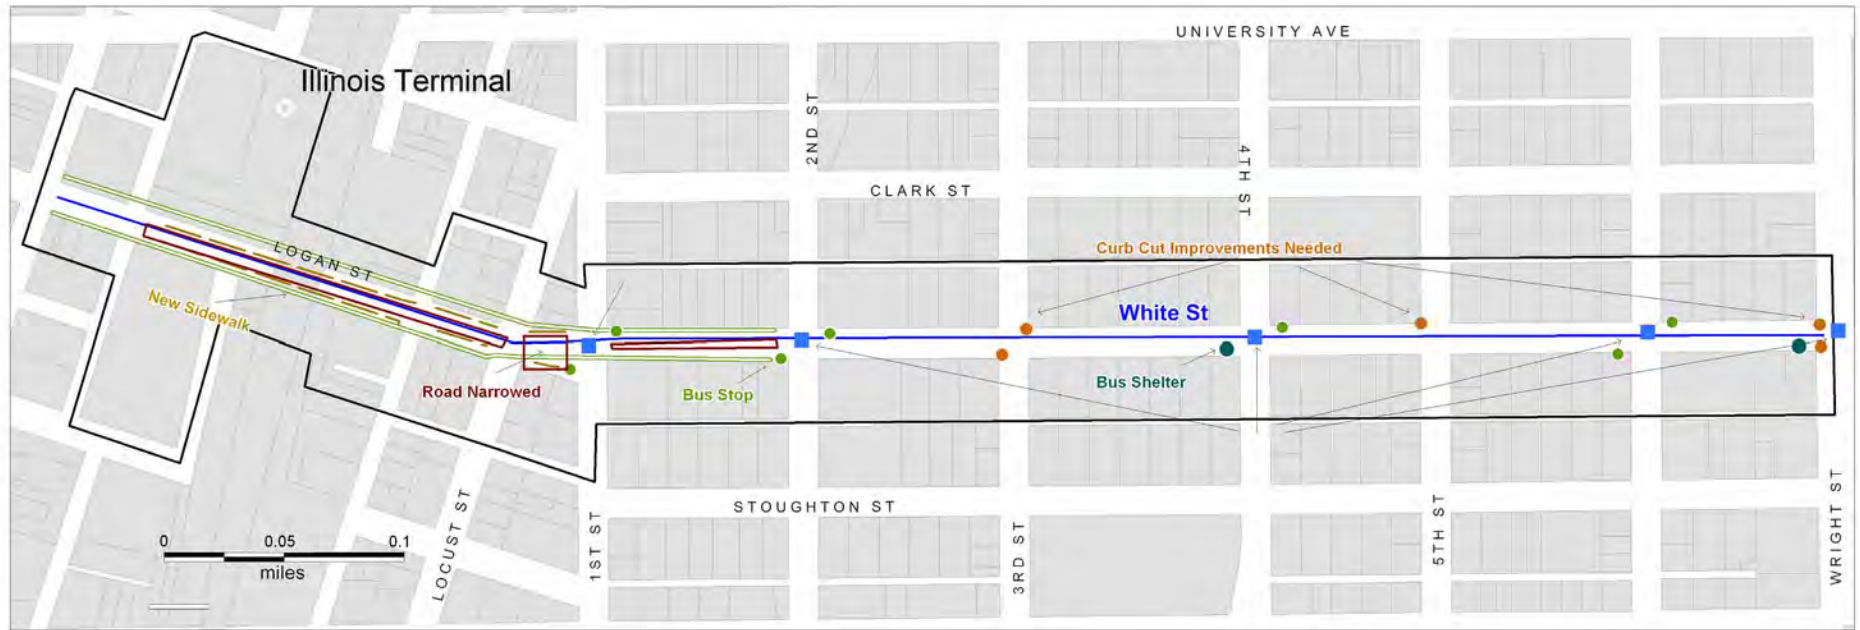 UNIVERSITY AVE
Illinois Terminal
2ND ST
4TH ST
CLARK ST
LOGAN ST
Curb Cut Improvements Needed
New Sidewalk
White St
Road Narrowed
Bus Stop
Bus Shelter
STOUGHTON ST
LOCUST ST
1ST ST
3RD ST
5TH ST
WRIGHT ST
0 0.05 0.1
miles